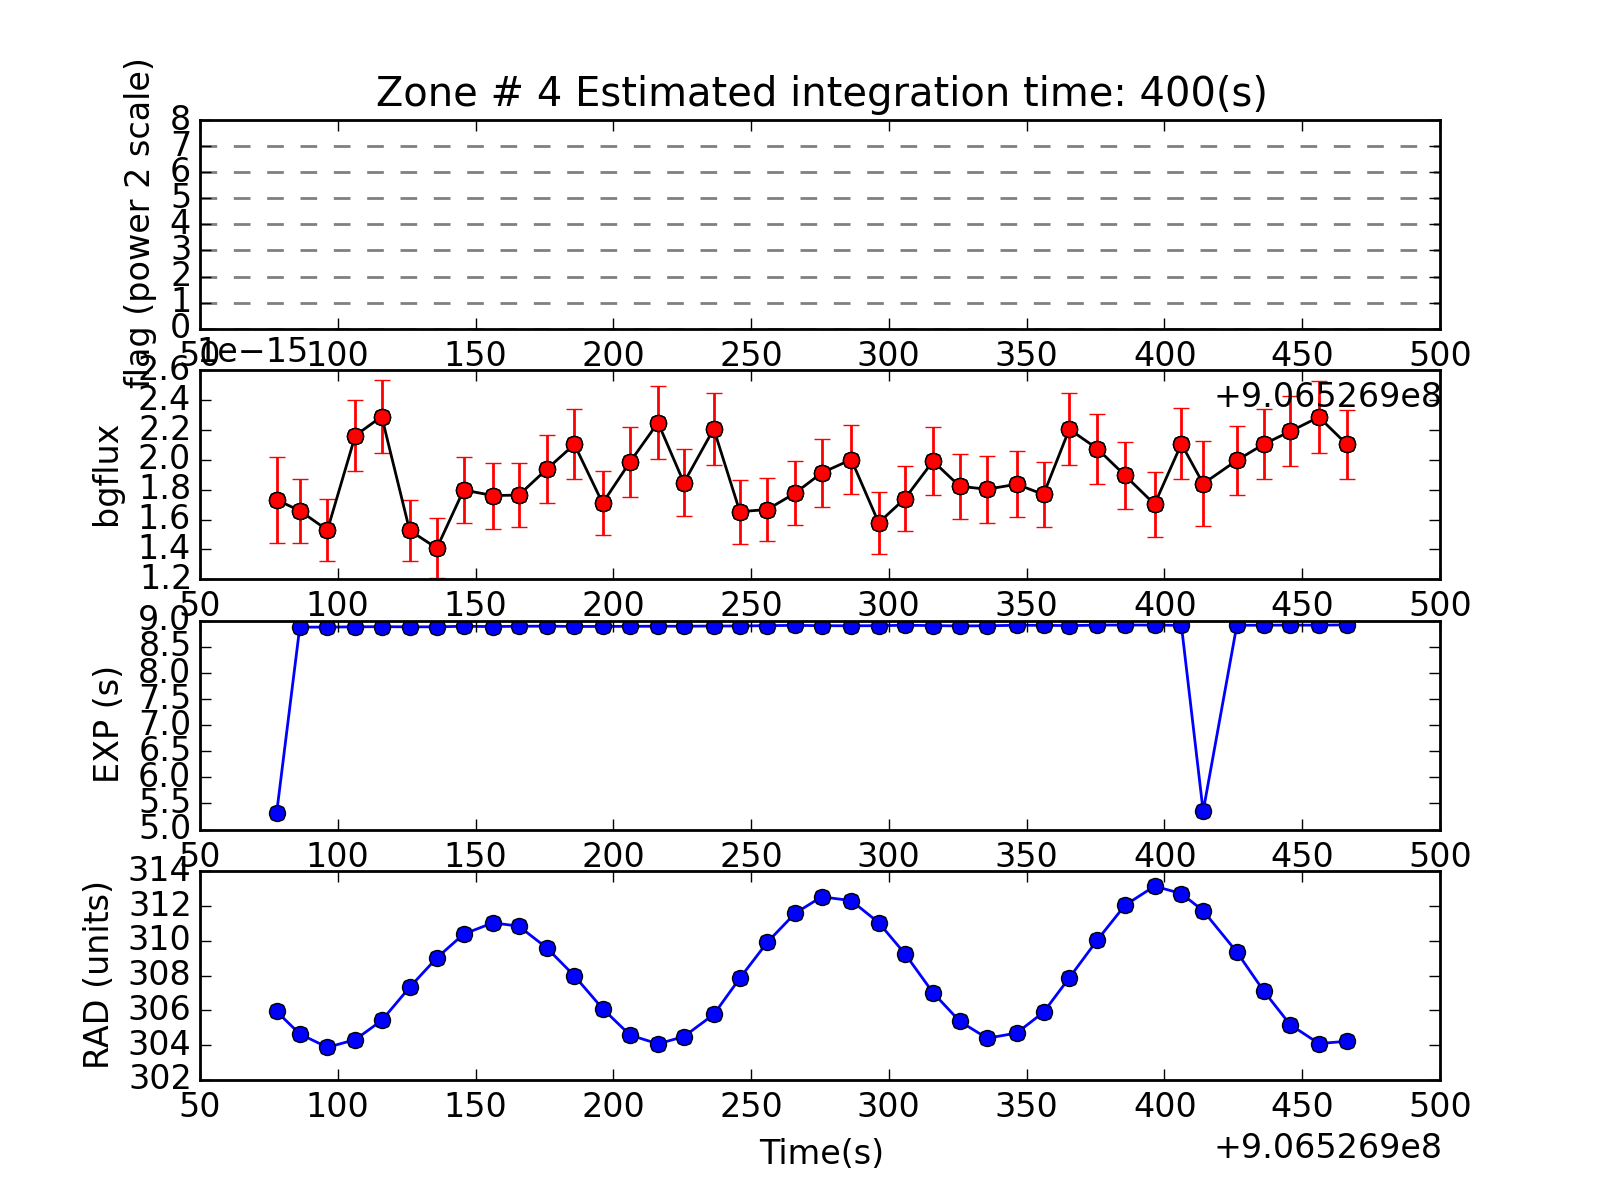 Zone # 4 Estimated integration time: 400(s)
flag (power 2 scale)
8
7
6
5
4
3
2
1
0
50 100 150 200 250 300 350 400 450 500
1e−15
+9.065269e8
bgflux
2.6
2.4
2.2
2.0
1.8
1.6
1.4
1.2
50 100 150 200 250 300 350 400 450 500
EXP (s)
9.0
8.5
8.0
7.5
7.0
6.5
6.0
5.5
5.0
50 100 150 200 250 300 350 400 450 500
RAD (units)
314
312
310
308
306
304
302
50 100 150 200 250 300 350 400 450 500
Time(s)
+9.065269e8